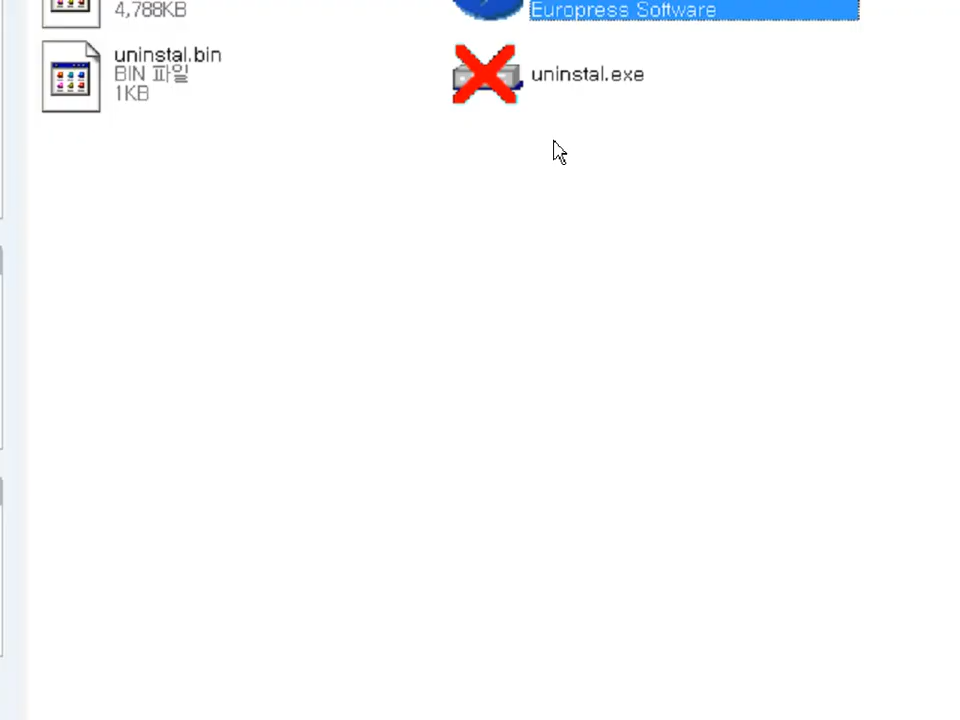 4,788KB
Europress Software
uninstal.bin
BIN 파일
1KB
uninstal.exe